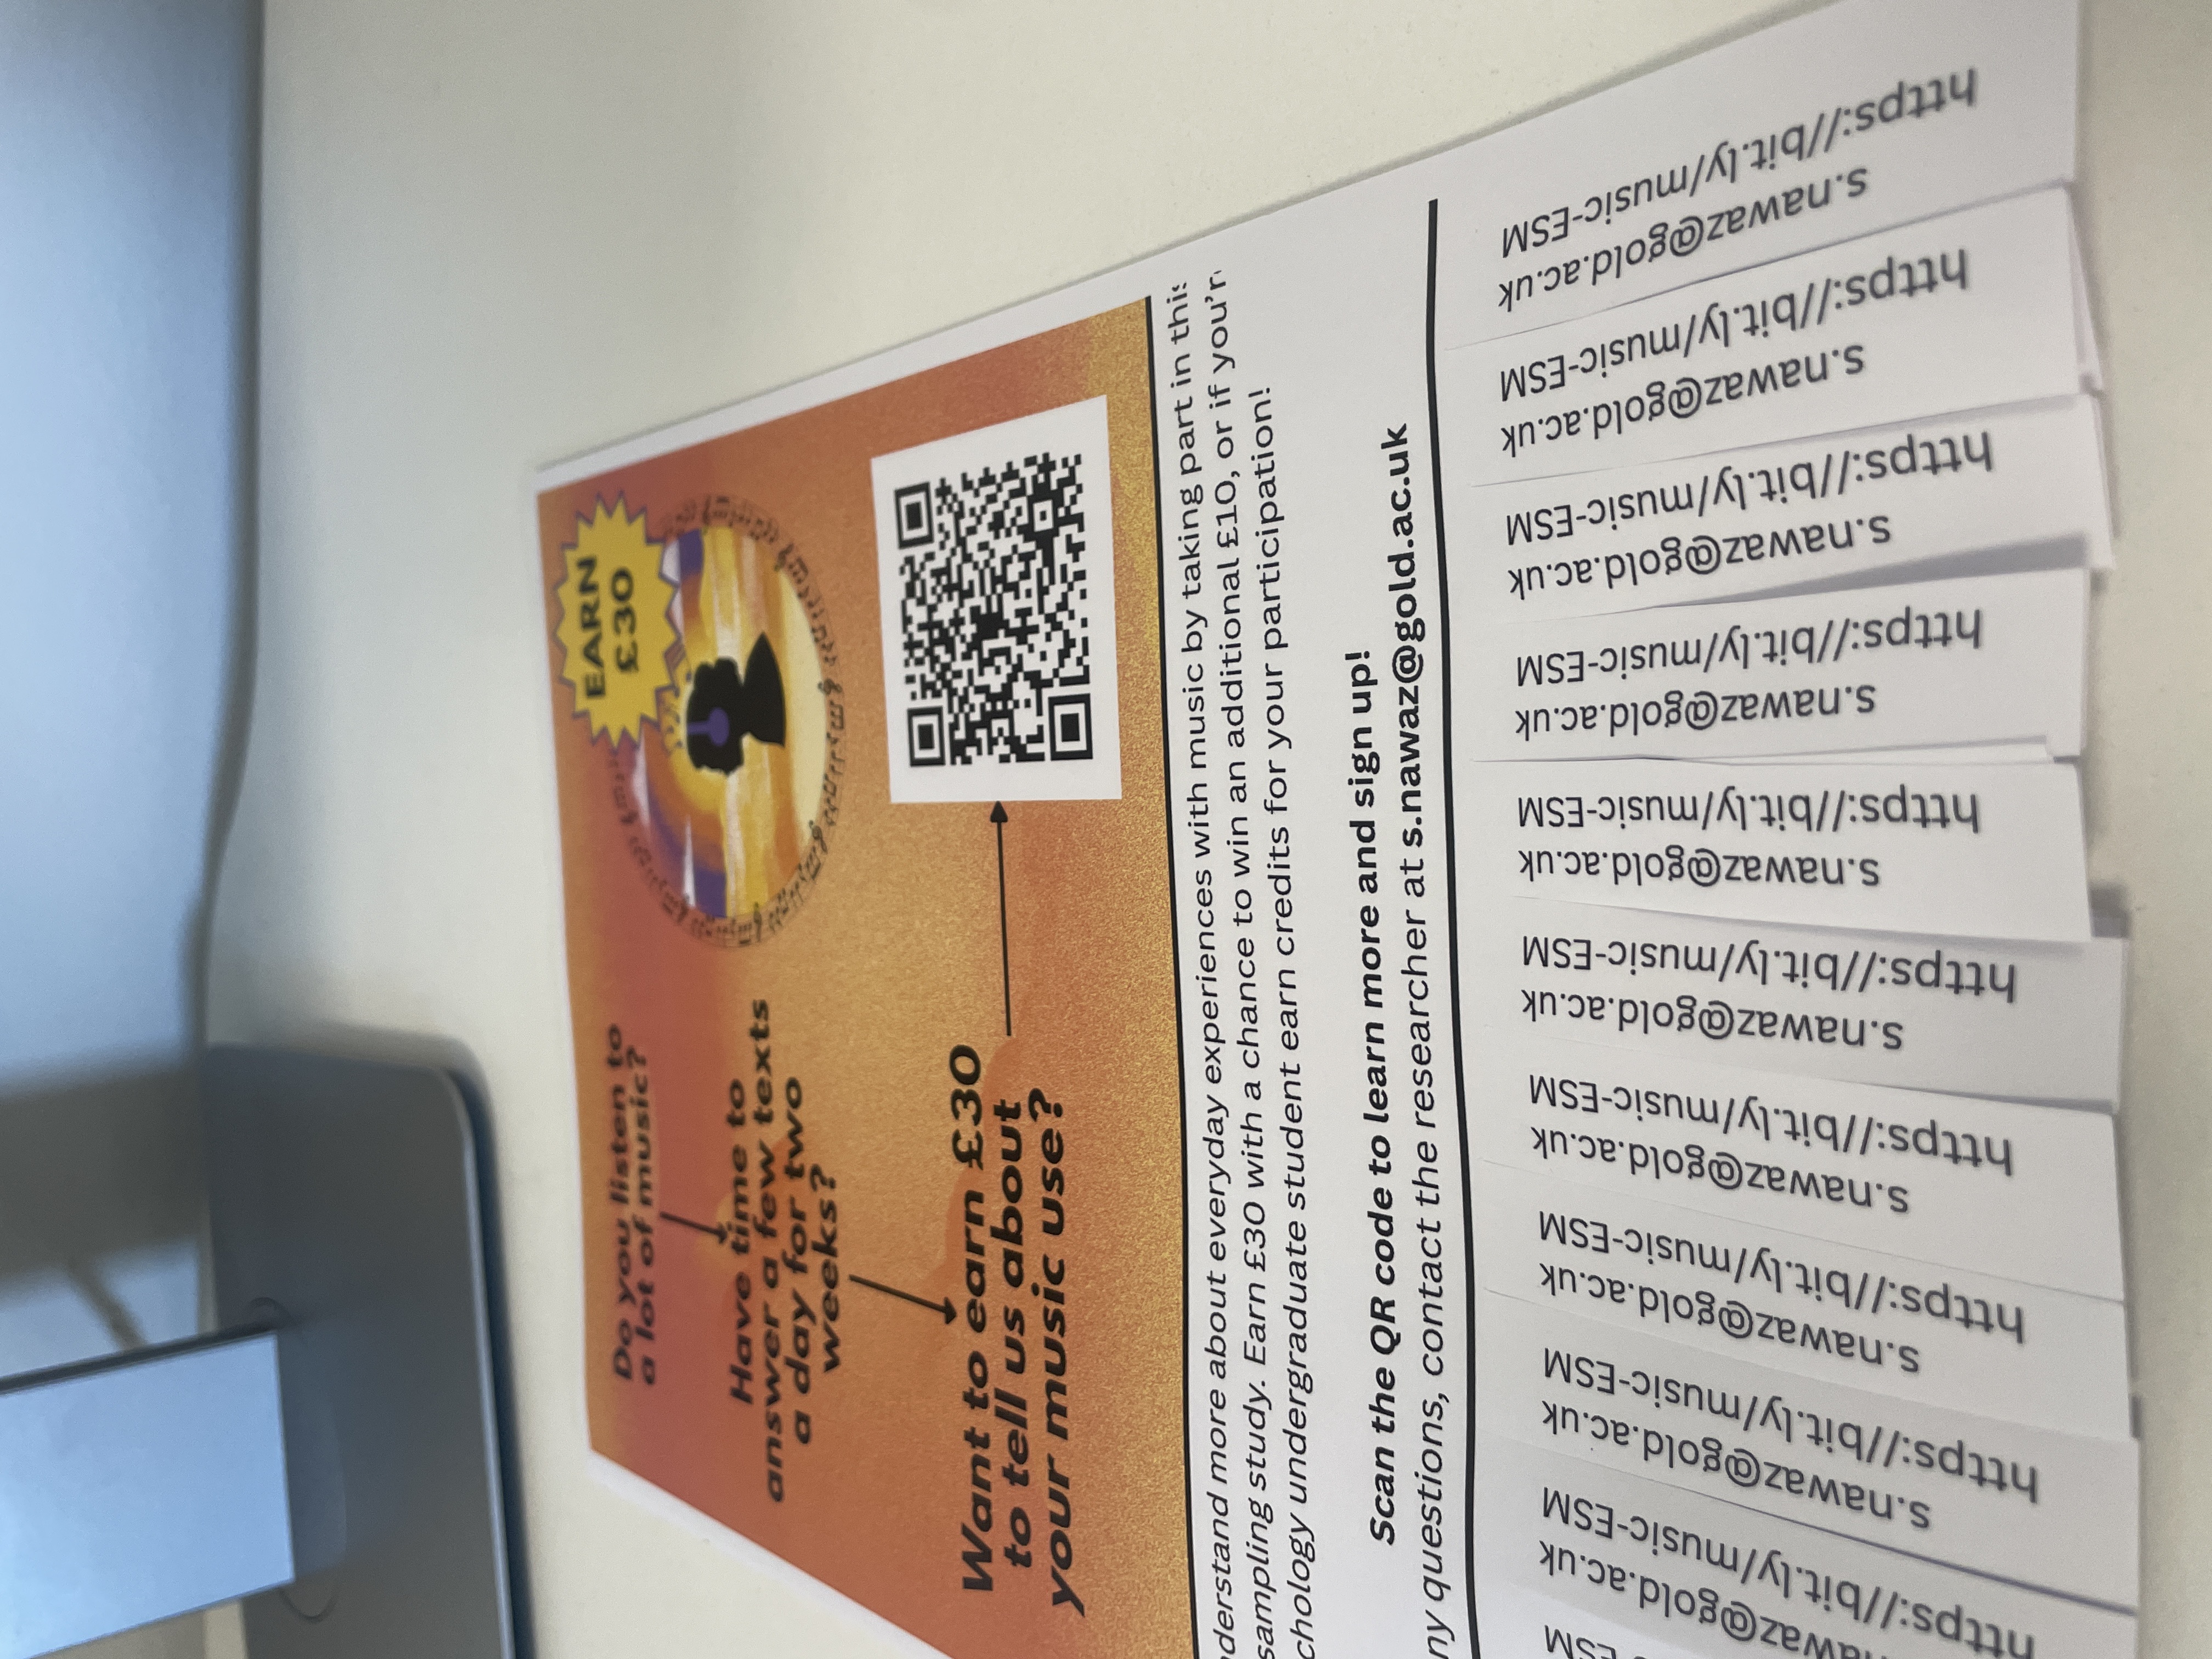 EARN
£30
Do you listen to
a lot of music?
Have time to
answer a few texts
a day for two
weeks?
Want to earn £30
to tell us about
your music use?
derstand more about everyday experiences with music by taking part in this
sampling study. Earn £30 with a chance to win an additional £10, or if you're
chology undergraduate student earn credits for your participation!
Scan the QR code to learn more and sign up!
ny questions, contact the researcher at s.nawaz@gold.ac.uk
ESM
nawaz@gold.ac.uk
https://bit.ly/music-ESM
s.nawaz@gold.ac.uk
https://bit.ly/music-ESM
s.nawaz@gold.ac.uk
https://bit.ly/music-ESM
s.nawaz@gold.ac.uk
https://bit.ly/music-ESM
s.nawaz@gold.ac.uk
https://bit.ly/music-ESM
s.nawaz@gold.ac.uk
https://bit.ly/music-ESM
s.nawaz@gold.ac.uk
https://bit.ly/music-ESM
s.nawaz@gold.ac.uk
https://bit.ly/music-ESM
s.nawaz@gold.ac.uk
https://bit.ly/music-ESM
s.nawaz@gold.ac.uk
https://bit.ly/music-ESM